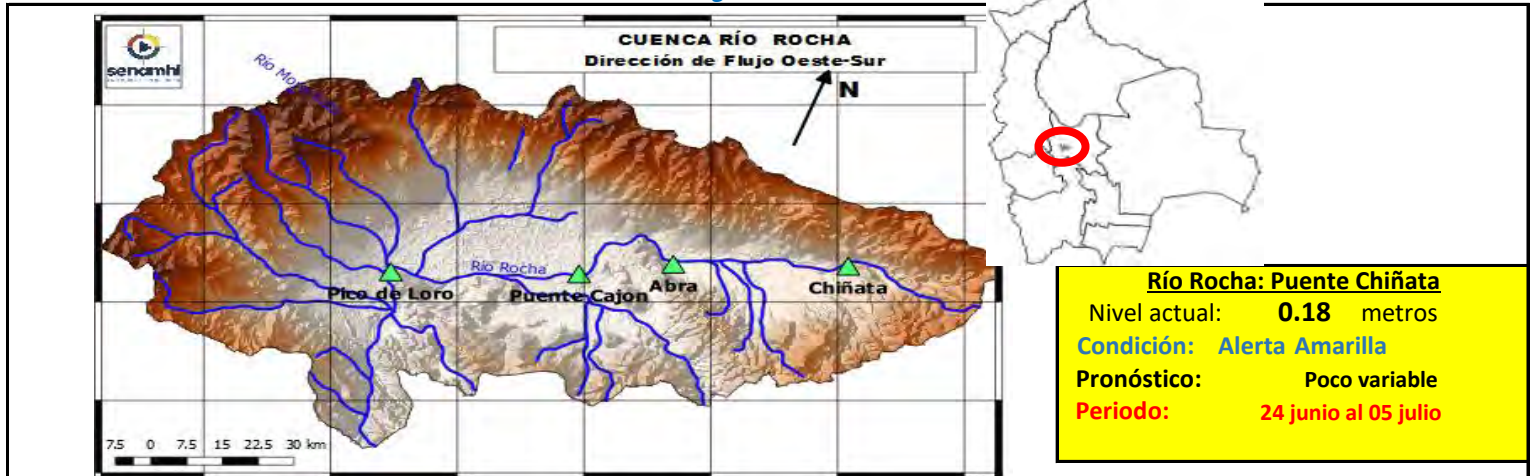 senamhi
CUENCA RÍO ROCHA
Dirección de Flujo Oeste-Sur
N
Río Rocha
Pico de Loro
Puente Cajon
Abra
Chiñata
7.5 0 7.5 15 22.5 30 km
Río Rocha: Puente Chiñata
Nivel actual: 0.18 metros
Condición: Alerta Amarilla
Pronóstico: Poco variable
Periodo: 24 junio al 05 julio